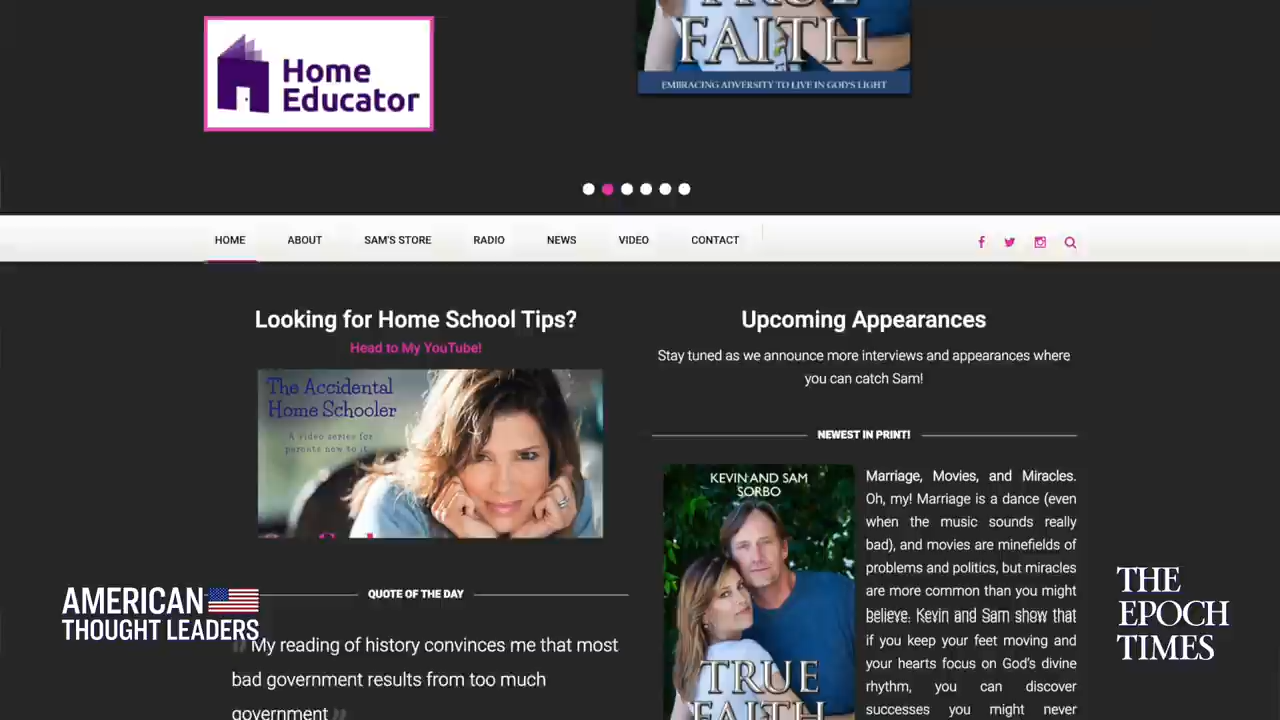 TRUE
FAITH
EMBRACING ADVERSITY TO LIVE IN GOD'S LIGHT
Home
Educator
HOME
ABOUT
SAM'S STORE
RADIO
NEWS
VIDEO
CONTACT
Looking for Home School Tips?
Head to My YouTube!
The Accidental
Home Schooler
A video series for
parents new to it.
QUOTE OF THE DAY
My reading of history convinces me that most
bad government results from too much
government
Upcoming Appearances
Stay tuned as we announce more interviews and appearances where
you can catch Sam!
NEWEST IN PRINT!
KEVIN AND SAM
SORBO
TRUE
FAITH
Marriage, Movies, and Miracles.
Oh, my! Marriage is a dance (even
when the music sounds really
bad), and movies are minefields of
problems and politics, but miracles
are more common than you might
believe. Kevin and Sam show that
if you keep your feet moving and
your hearts focus on God's divine
rhythm, you can discover
successes you might never
AMERICAN
THOUGHT LEADERS
THE
EPOCH
TIMES